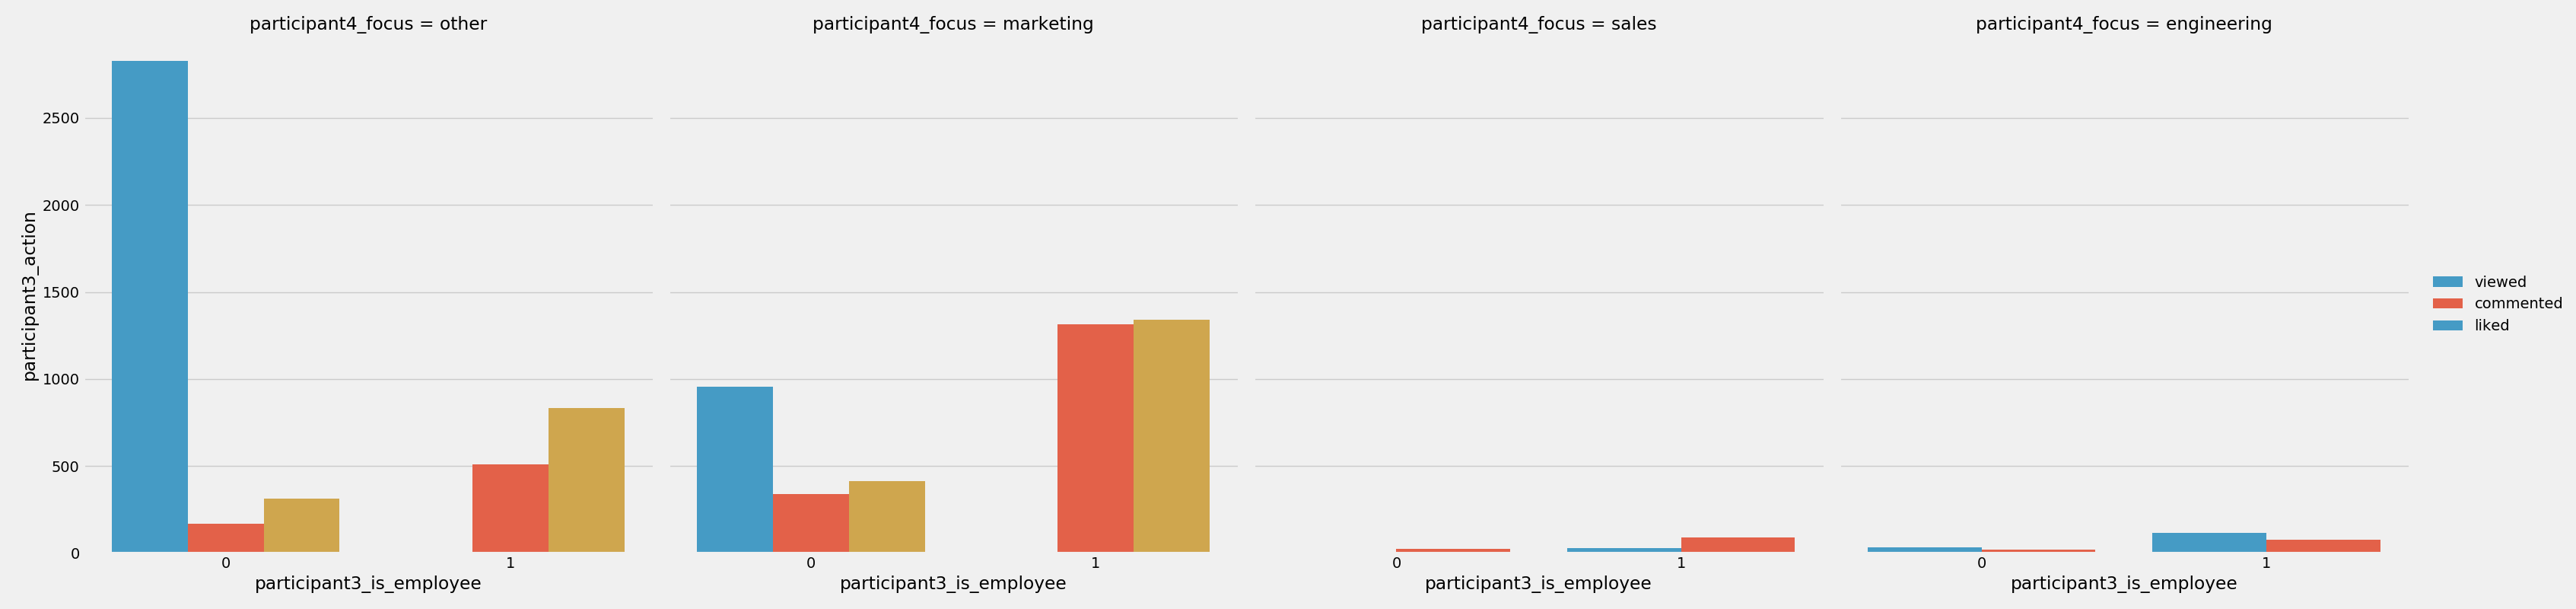 participant4_focus = other
participant4_focus = marketing
participant4_focus = sales
participant4_focus = engineering
participant3_action
2500
2000
1500
1000
500
0
0
1
0
1
0
1
0
1
participant3_is_employee
participant3_is_employee
participant3_is_employee
participant3_is_employee
viewed
commented
liked